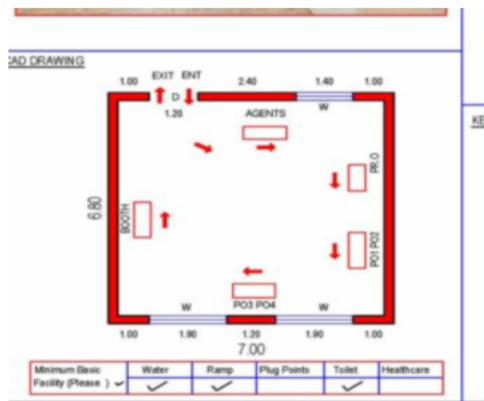 CAD DRAWING
1.00 EXIT ENT 2.40 1.40 1.00
D W
1.20 AGENTS
PR.O
6.80
BOOTH
PO1 PO2
PO3 PO4
W W
1.00 1.90 1.20 1.90 1.00
7.00
Minimum Basic Water Ramp Plug Points Toilet Healthcare
Facility (Please ) ✓ ✓ ✓ ✓